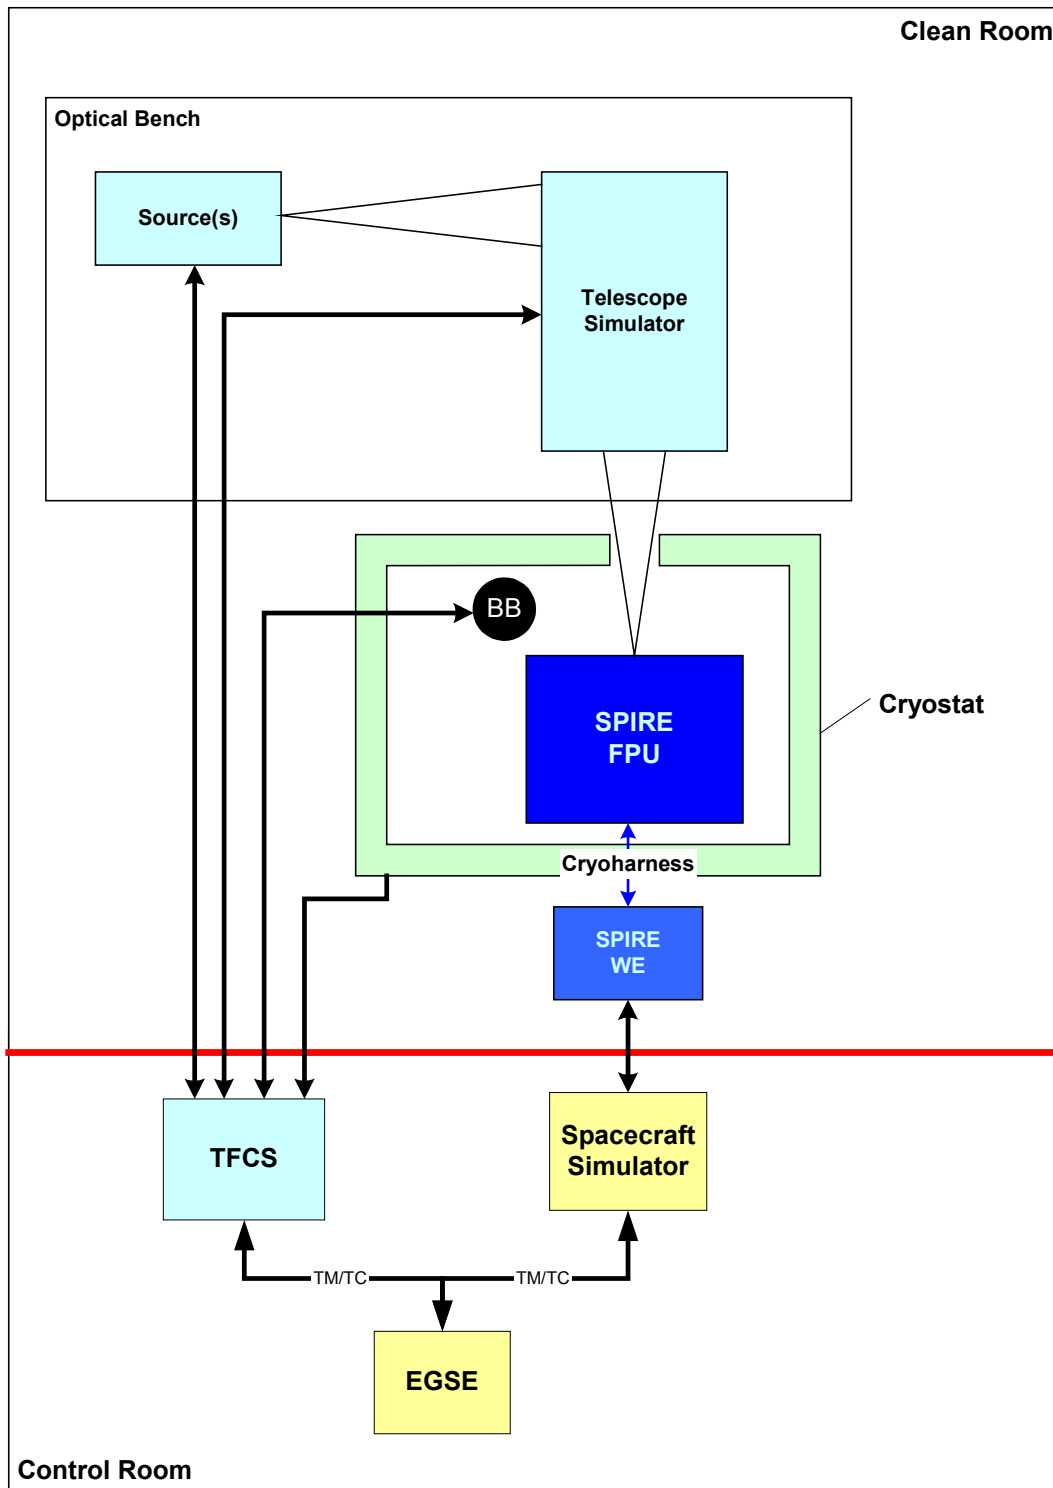 Clean Room
Optical Bench
Source(s)
Telescope
Simulator
BB
SPIRE
FPU
Cryostat
Cryoharness
SPIRE
WE
TFCS
Spacecraft
Simulator
TM/TC
TM/TC
EGSE
Control Room